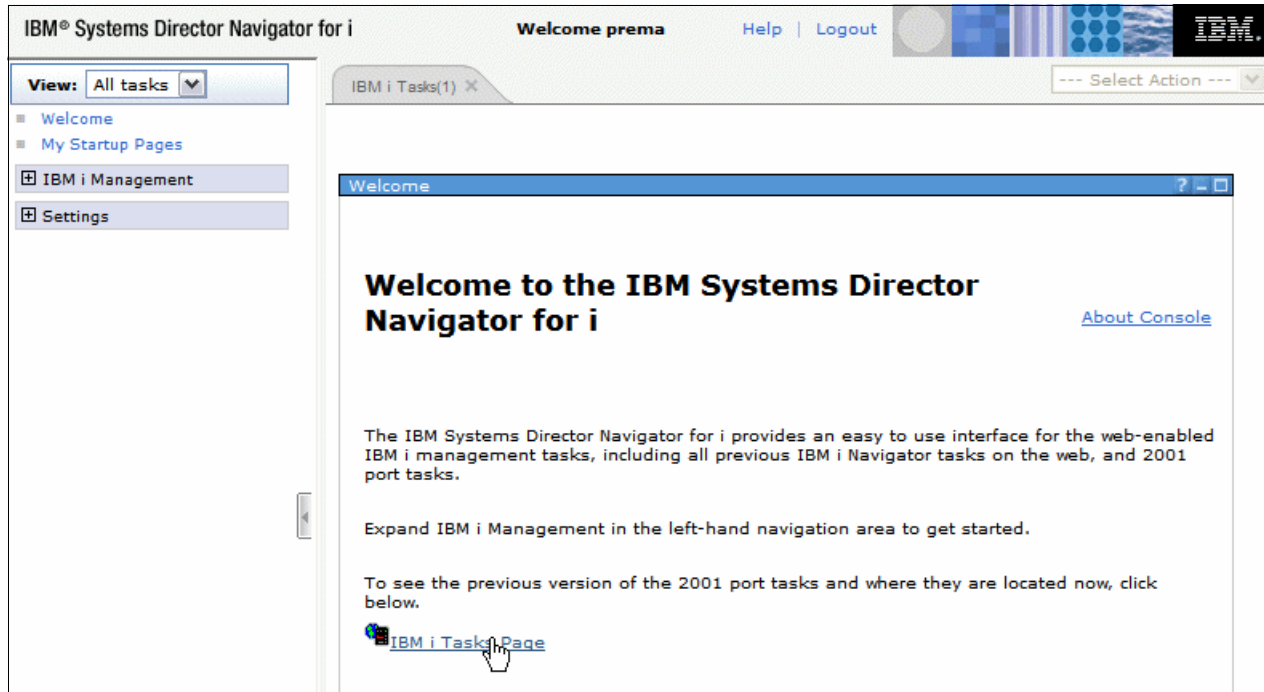 IBM® Systems Director Navigator for i
Welcome prema
Help | Logout
IBM.
View: All tasks
IBM i Tasks(1)
--- Select Action ---
Welcome
My Startup Pages
IBM i Management
Settings
Welcome
Welcome to the IBM Systems Director
Navigator for i
About Console
The IBM Systems Director Navigator for i provides an easy to use interface for the web-enabled
IBM i management tasks, including all previous IBM i Navigator tasks on the web, and 2001
port tasks.
Expand IBM i Management in the left-hand navigation area to get started.
To see the previous version of the 2001 port tasks and where they are located now, click
below.
IBM i Tasks Page